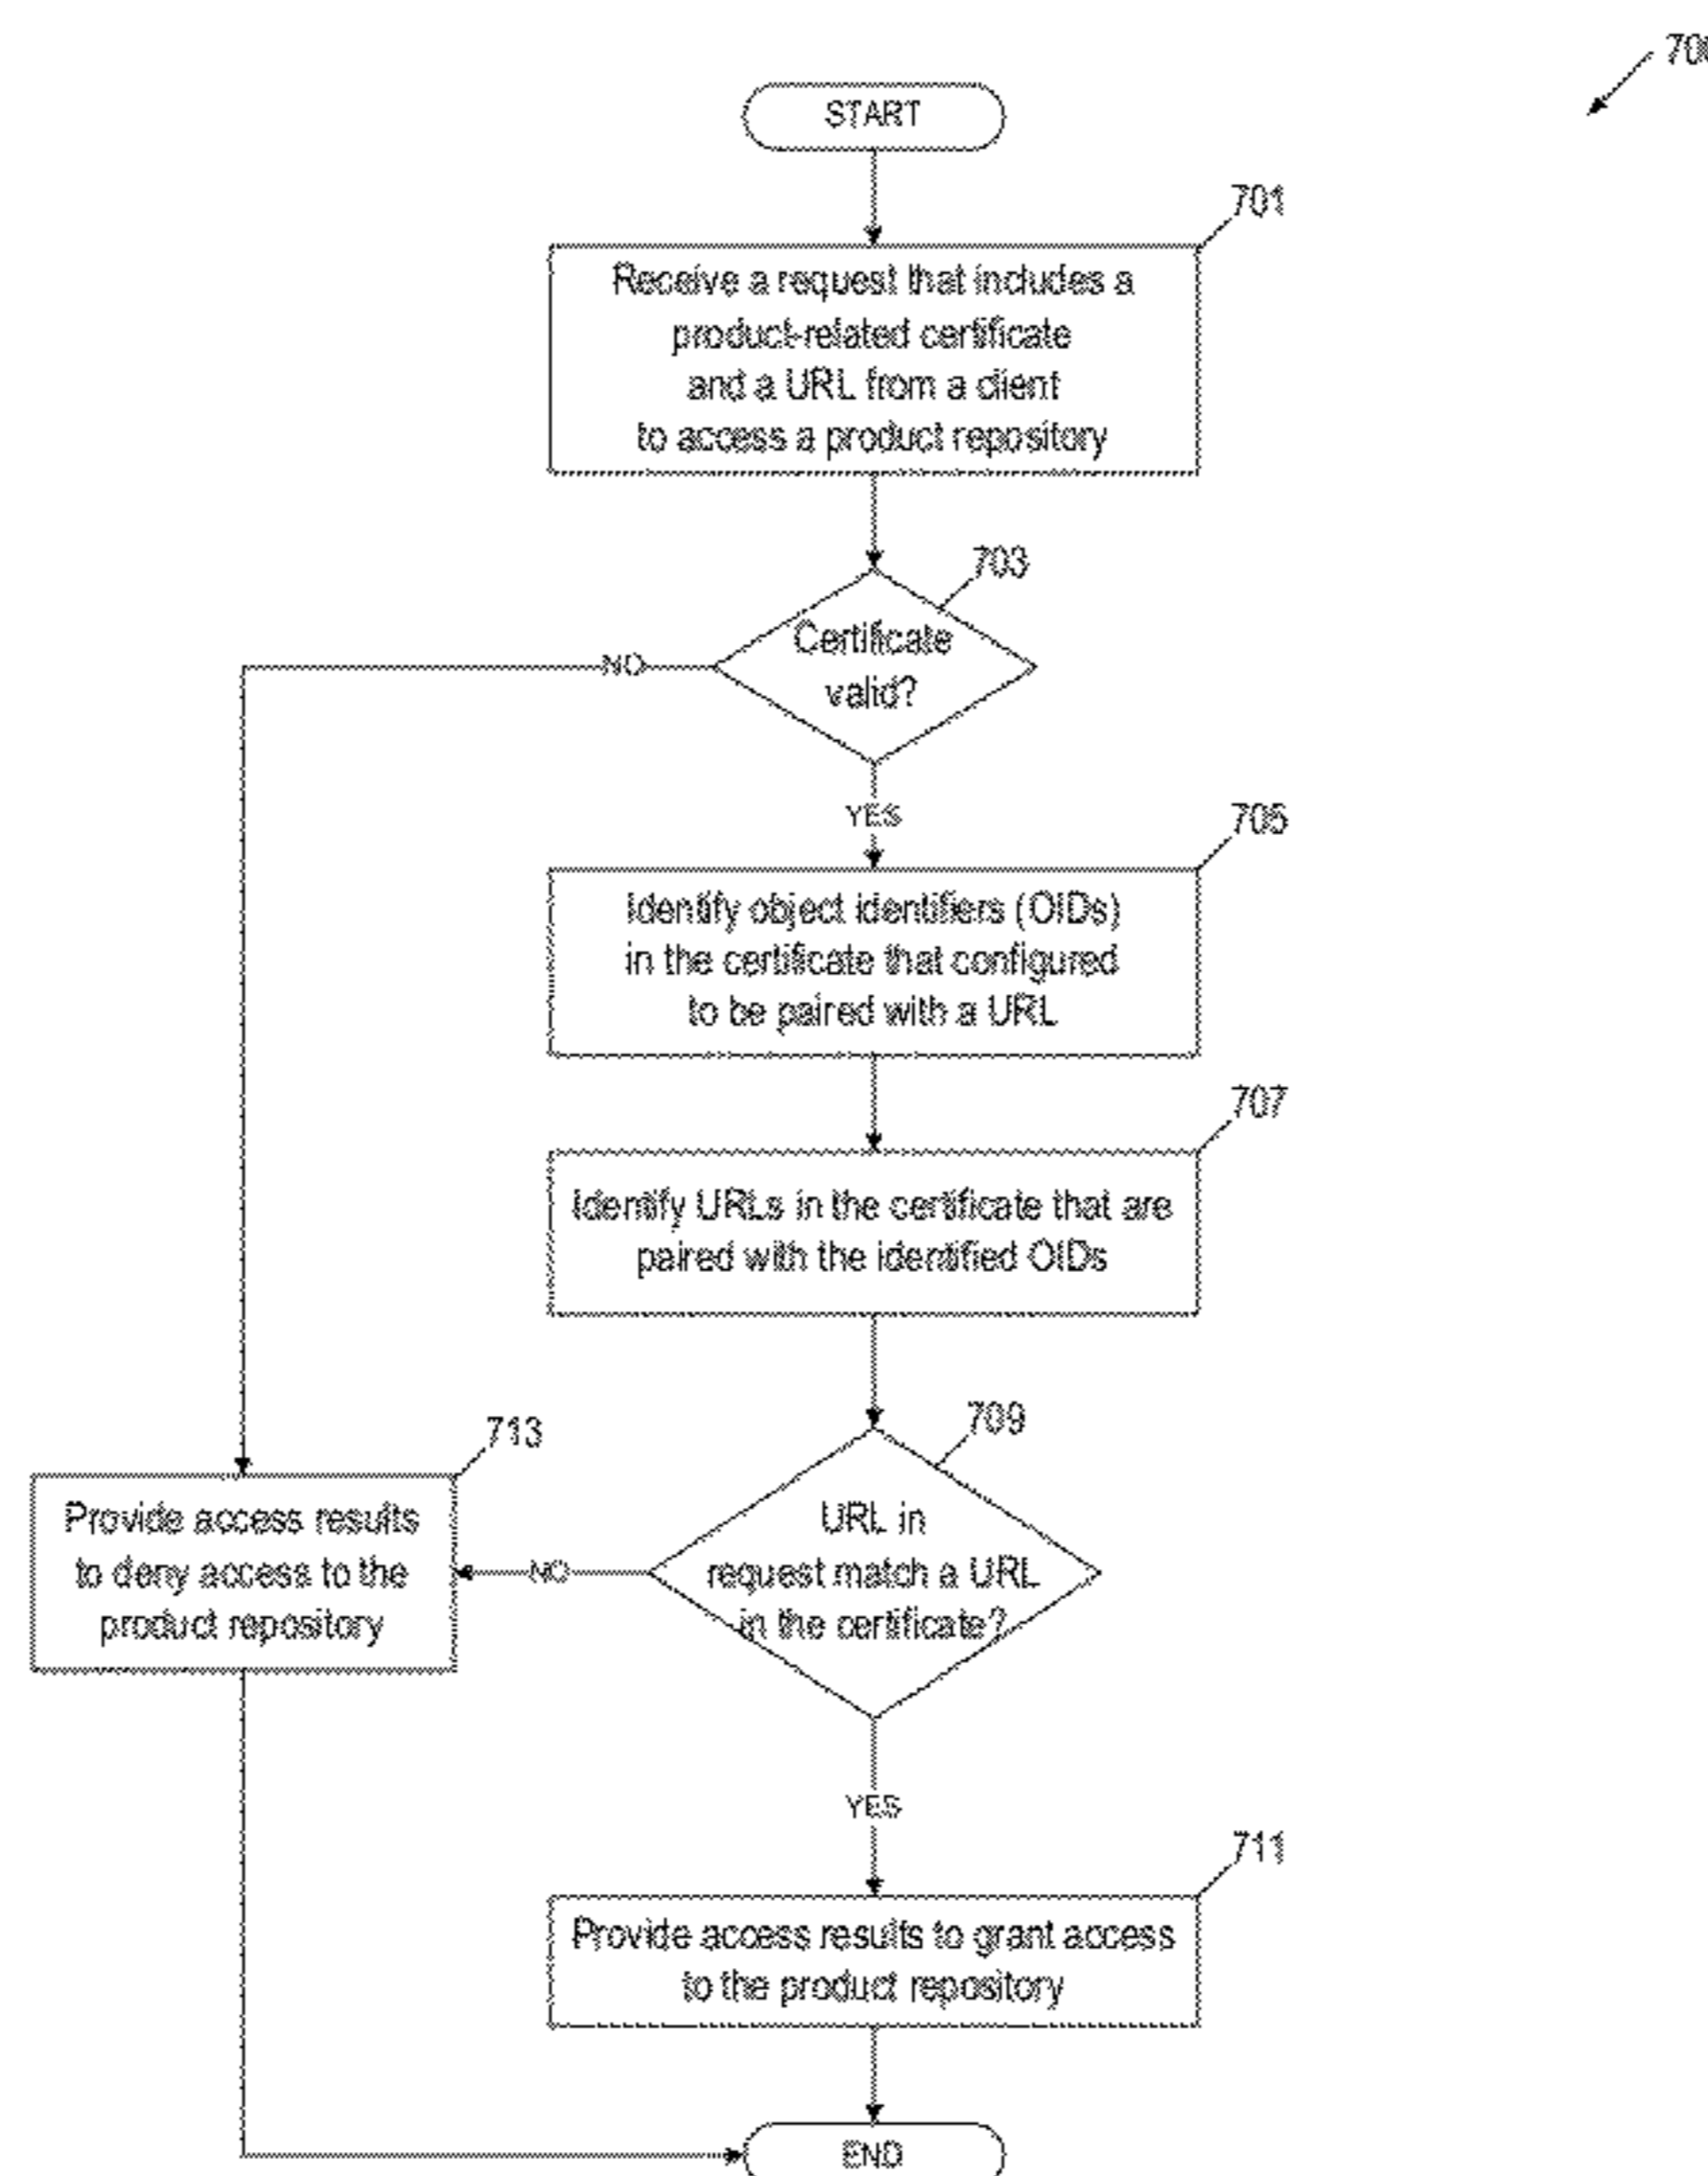 700
START
701
Receive a request that includes a
product-related certificate
and a URL from a client
to access a product repository
703
Certificate
valid?
NO
YES
705
Identify object identifiers (OIDs)
in the certificate that configured
to be paired with a URL
707
Identify URLs in the certificate that are
paired with the identified OIDs
709
713
URL in
request match a URL
in the certificate?
NO
Provide access results
to deny access to the
product repository
YES
711
Provide access results to grant access
to the product repository
END